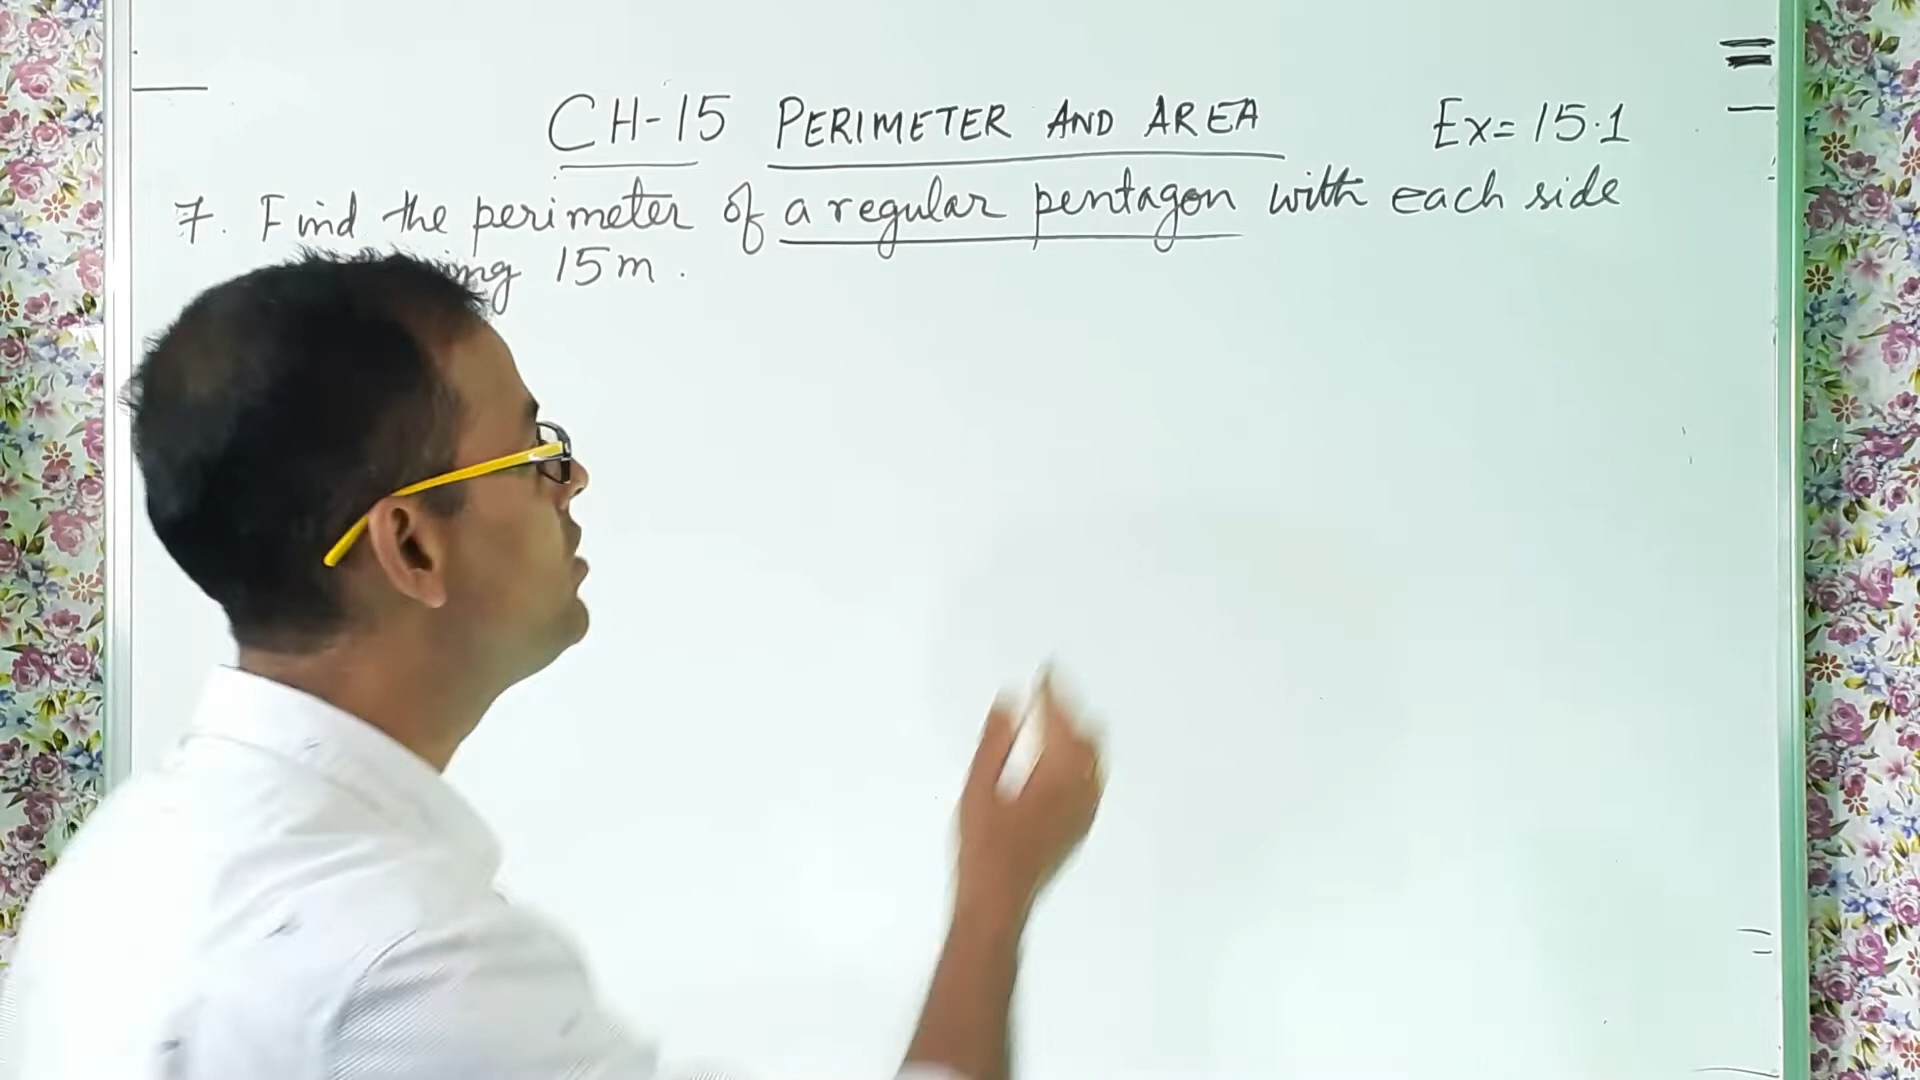 CH-15 PERIMETER AND AREA Ex=15.1
7. Find the perimeter of a regular pentagon with each side
15m.